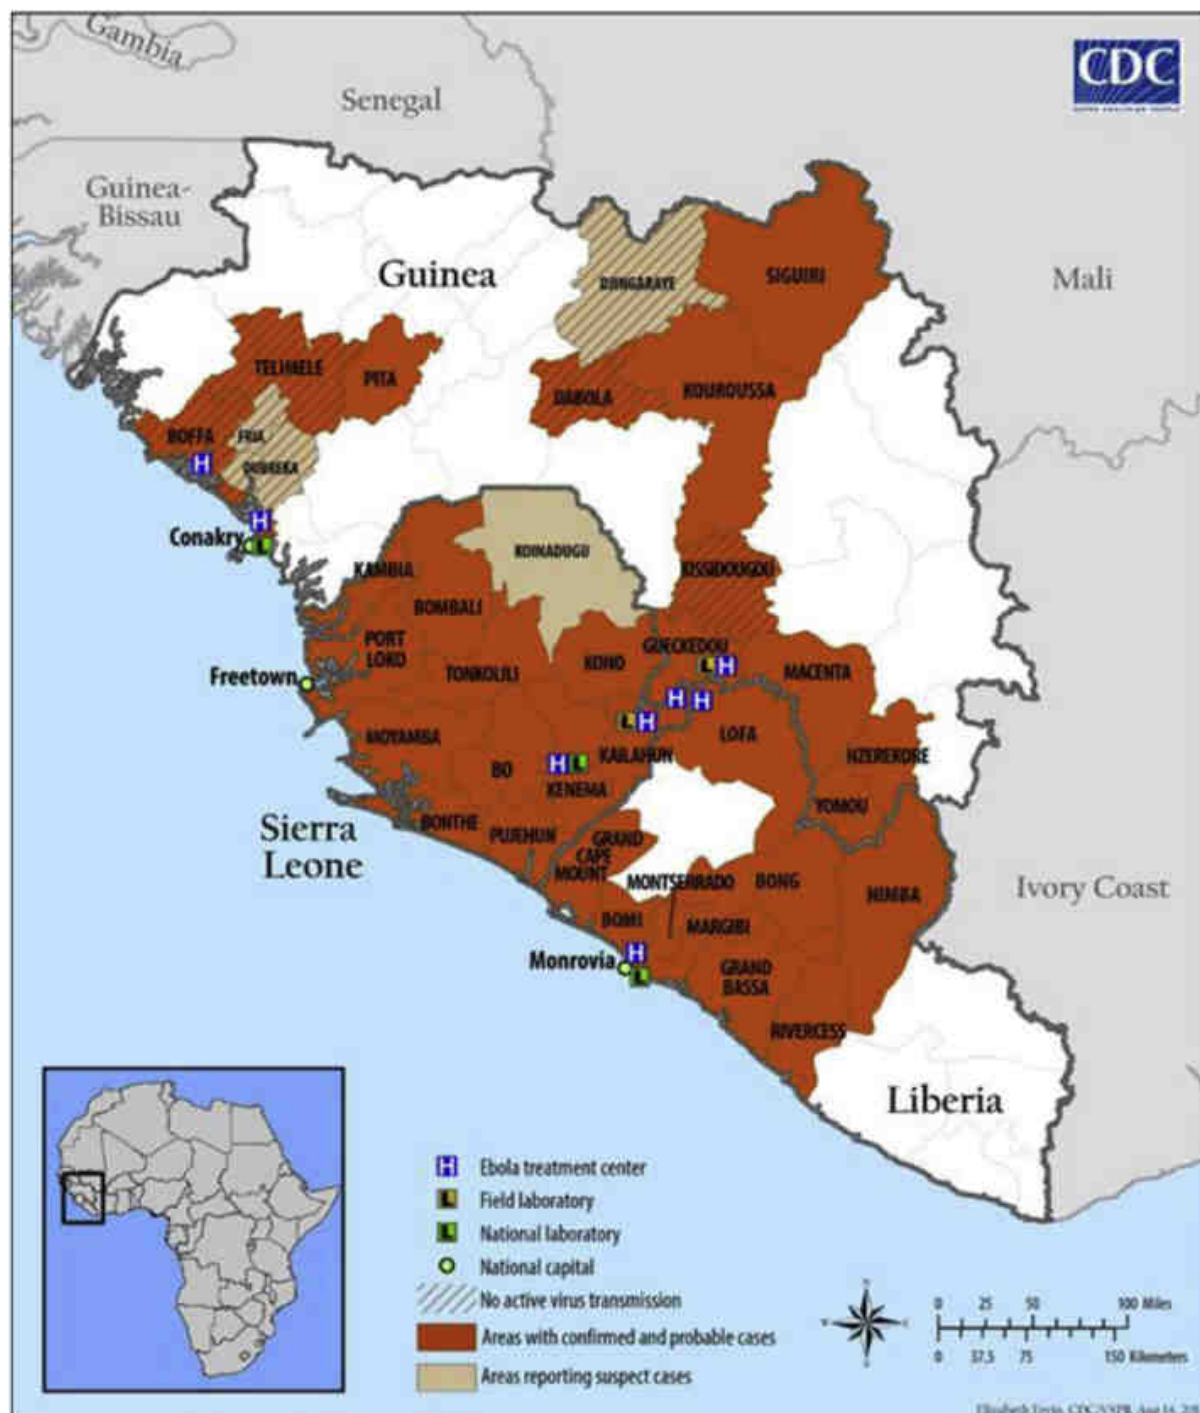 Gambia
CDC
Senegal
Guinea-
Bissau
Guinea
Mali
DINGARAYE
SIGUIRI
TELIMELE
PITA
DABOLA
KOUROUSSA
BOFFA
FRIA
DUBREKA
H
H
Conakry
L
KOINADUGU
KAMBIA
KISSIDOUGOU
BOMBALI
PORT
LOKO
GUECKEDOU
KONO
L H
MACENTA
Freetown
TONKOLILI
H H
L H
LOFA
MOYAMBA
KAILAHUN
NZEREKORE
BO
H L
KENEMA
YOMOU
BONTHE
PUJEHUN
GRAND
CAPE
MOUNT
Sierra
Leone
MONTSERRADO
BONG
NIMBA
Ivory Coast
BOMI
MARGIBI
H
Monrovia
L
GRAND
BASSA
RIVERCESS
Liberia
H Ebola treatment center
L Field laboratory
L National laboratory
National capital
No active virus transmission
Areas with confirmed and probable cases
Areas reporting suspect cases
0 25 50 100 Miles
0 37.5 75 150 Kilometers